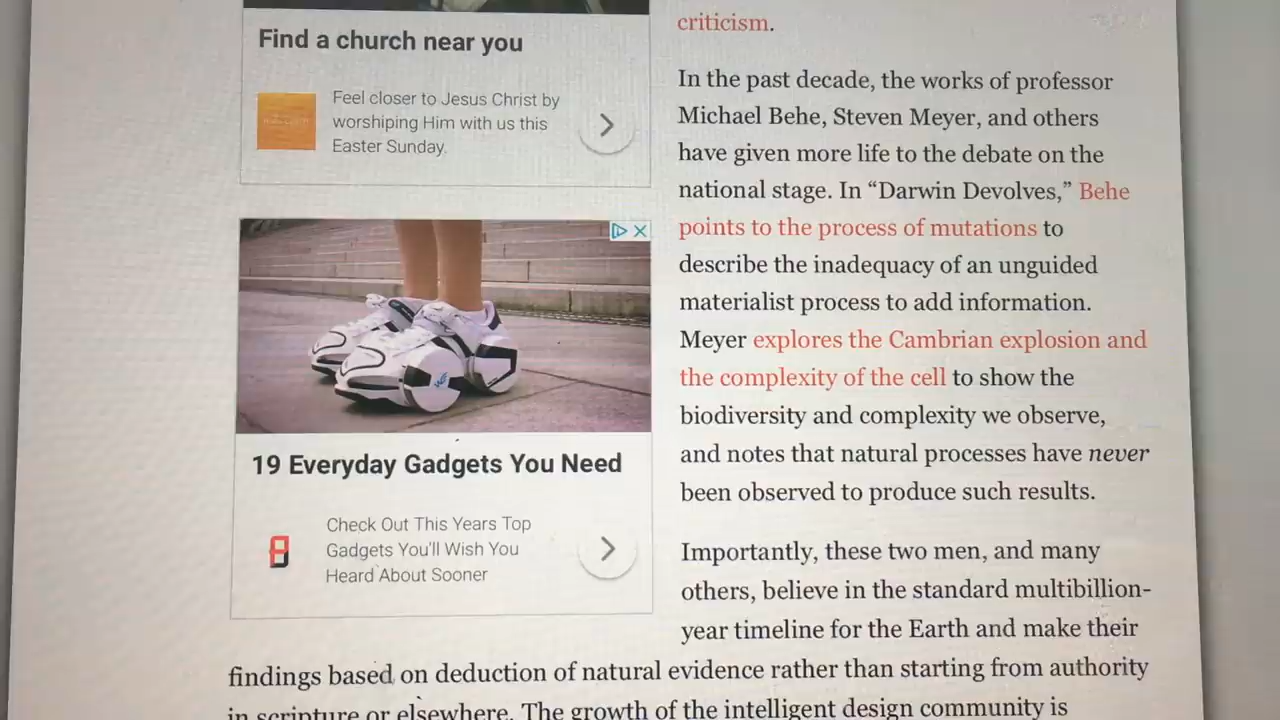 Find a church near you
Feel closer to Jesus Christ by
worshiping Him with us this
Easter Sunday.
19 Everyday Gadgets You Need
Check Out This Years Top
Gadgets You'll Wish You
Heard About Sooner
criticism.
In the past decade, the works of professor
Michael Behe, Steven Meyer, and others
have given more life to the debate on the
national stage. In “Darwin Devolves,” Behe
points to the process of mutations to
describe the inadequacy of an unguided
materialist process to add information.
Meyer explores the Cambrian explosion and
the complexity of the cell to show the
biodiversity and complexity we observe,
and notes that natural processes have never
been observed to produce such results.
Importantly, these two men, and many
others, believe in the standard multibillion-
year timeline for the Earth and make their
findings based on deduction of natural evidence rather than starting from authority
in scripture or elsewhere. The growth of the intelligent design community is